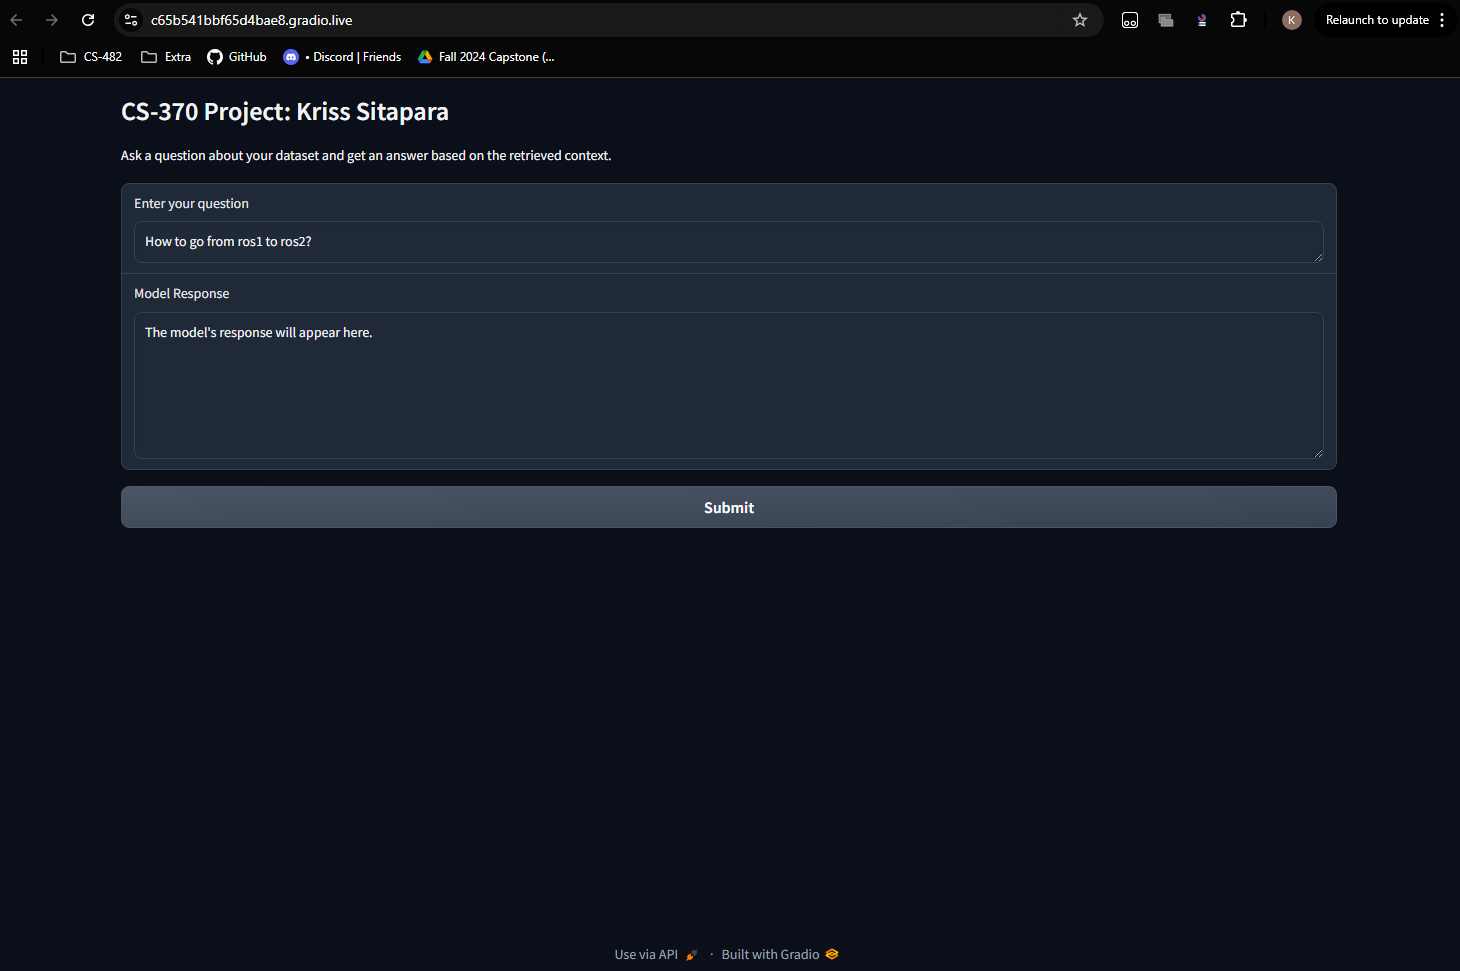 c65b541bbf65d4bae8.gradio.live
K
Relaunch to update
CS-482
Extra
GitHub
• Discord | Friends
Fall 2024 Capstone (...
CS-370 Project: Kriss Sitapara
Ask a question about your dataset and get an answer based on the retrieved context.
Enter your question
How to go from ros1 to ros2?
Model Response
The model's response will appear here.
Submit
Use via API · Built with Gradio